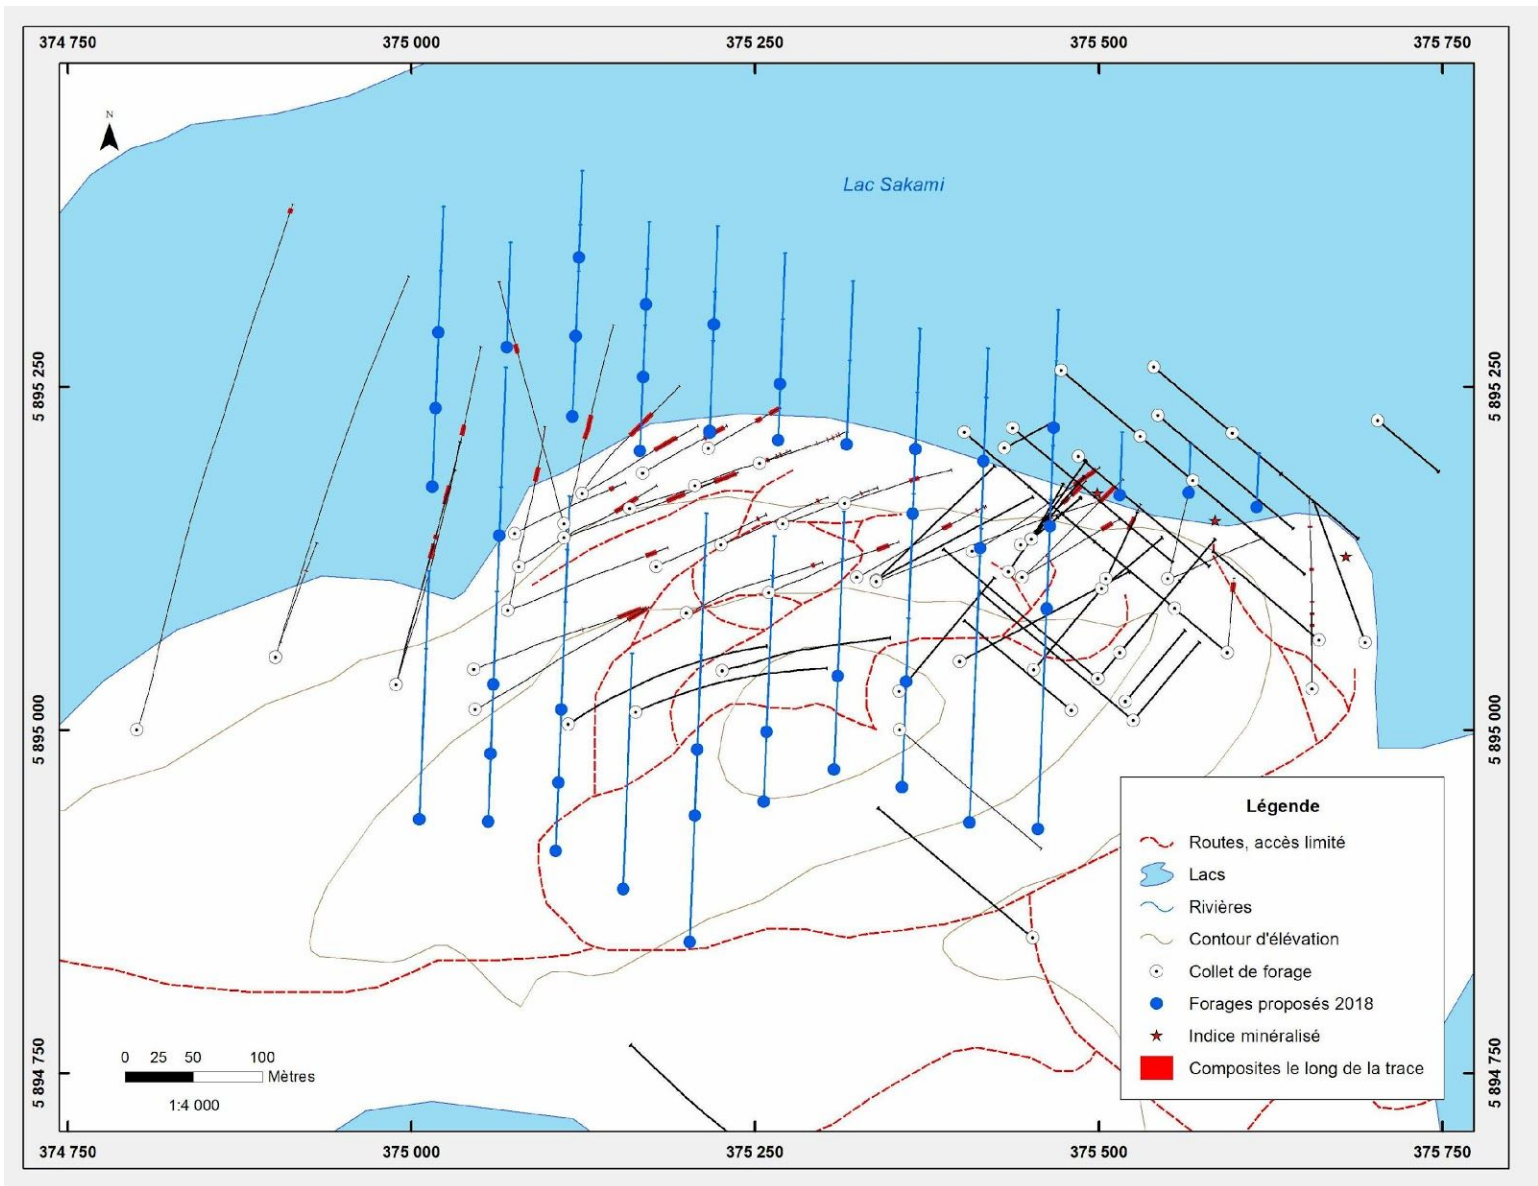 374 750 375 000 375 250 375 500 375 750
N
Lac Sakami
5 895 250
5 895 250
5 895 000
5 895 000
Légende
Routes, accès limité
Lacs
Rivières
Contour d'élévation
Collet de forage
Forages proposés 2018
Indice minéralisé
Composites le long de la trace
5 894 750
5 894 750
0 25 50 100
Mètres
1:4 000
374 750 375 000 375 250 375 500 375 750